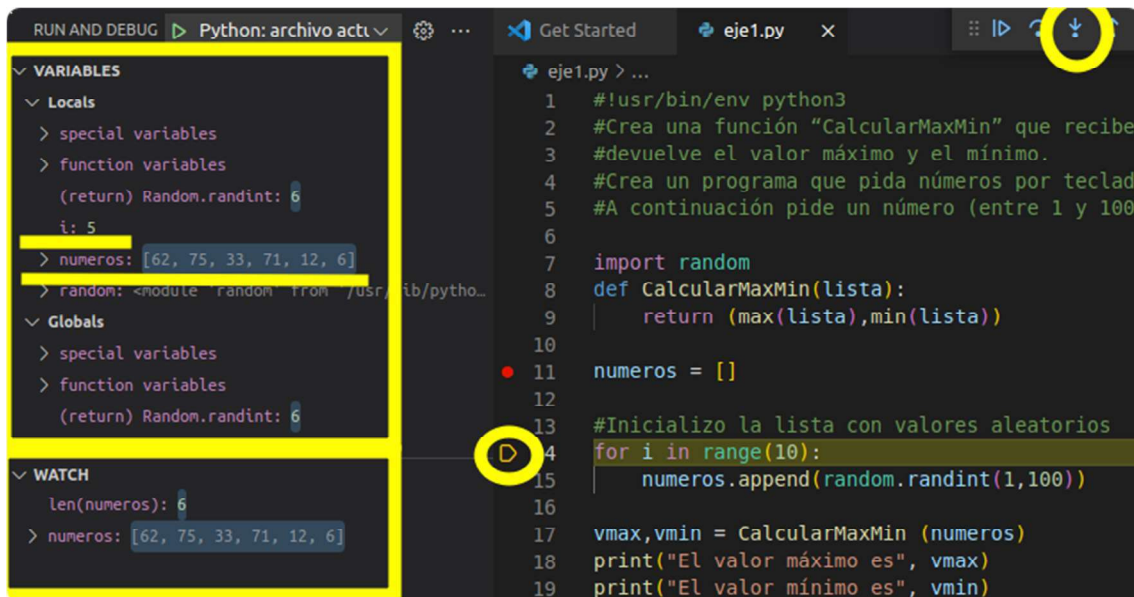 RUN AND DEBUG Python: archivo actu
VARIABLES
Locals
special variables
function variables
(return) Random.randint: 6
i: 5
numeros: [62, 75, 33, 71, 12, 6]
random: <module 'random' from '/usr/lib/pytho…
Globals
special variables
function variables
(return) Random.randint: 6
WATCH
len(numeros): 6
numeros: [62, 75, 33, 71, 12, 6]
Get Started eje1.py
eje1.py > ...
1 #!usr/bin/env python3
2 #Crea una función “CalcularMaxMin” que recibe
3 #devuelve el valor máximo y el mínimo.
4 #Crea un programa que pida números por teclad
5 #A continuación pide un número (entre 1 y 100
6
7 import random
8 def CalcularMaxMin(lista):
9 return (max(lista),min(lista))
10
11 numeros = []
12
13 #Inicializo la lista con valores aleatorios
4 for i in range(10):
15 numeros.append(random.randint(1,100))
16
17 vmax,vmin = CalcularMaxMin (numeros)
18 print("El valor máximo es", vmax)
19 print("El valor mínimo es", vmin)